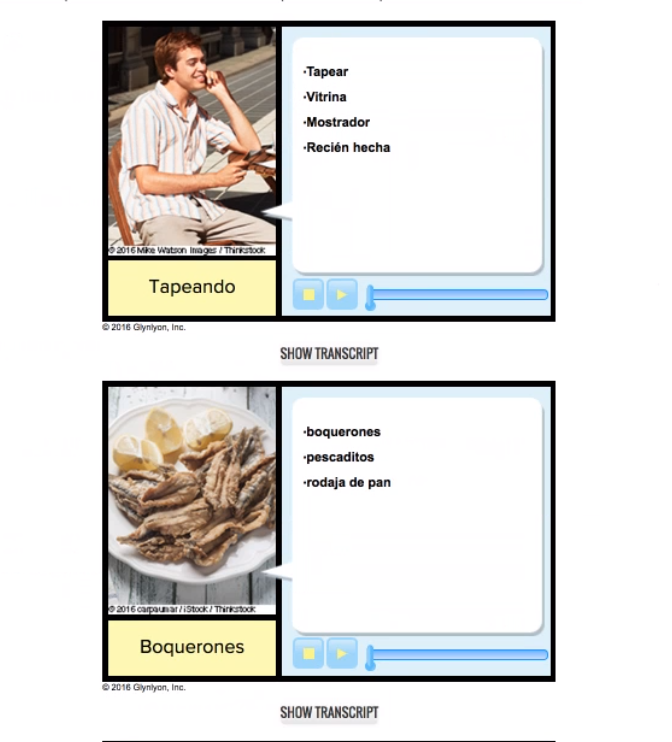 ·Tapear
·Vitrina
·Mostrador
·Recién hecha
© 2016 Mike Watson Images / Thinkstock
Tapeando
© 2016 Glynlyon, Inc.
SHOW TRANSCRIPT
·boquerones
·pescaditos
·rodaja de pan
© 2016 carpaumar / iStock / Thinkstock
Boquerones
© 2016 Glynlyon, Inc.
SHOW TRANSCRIPT